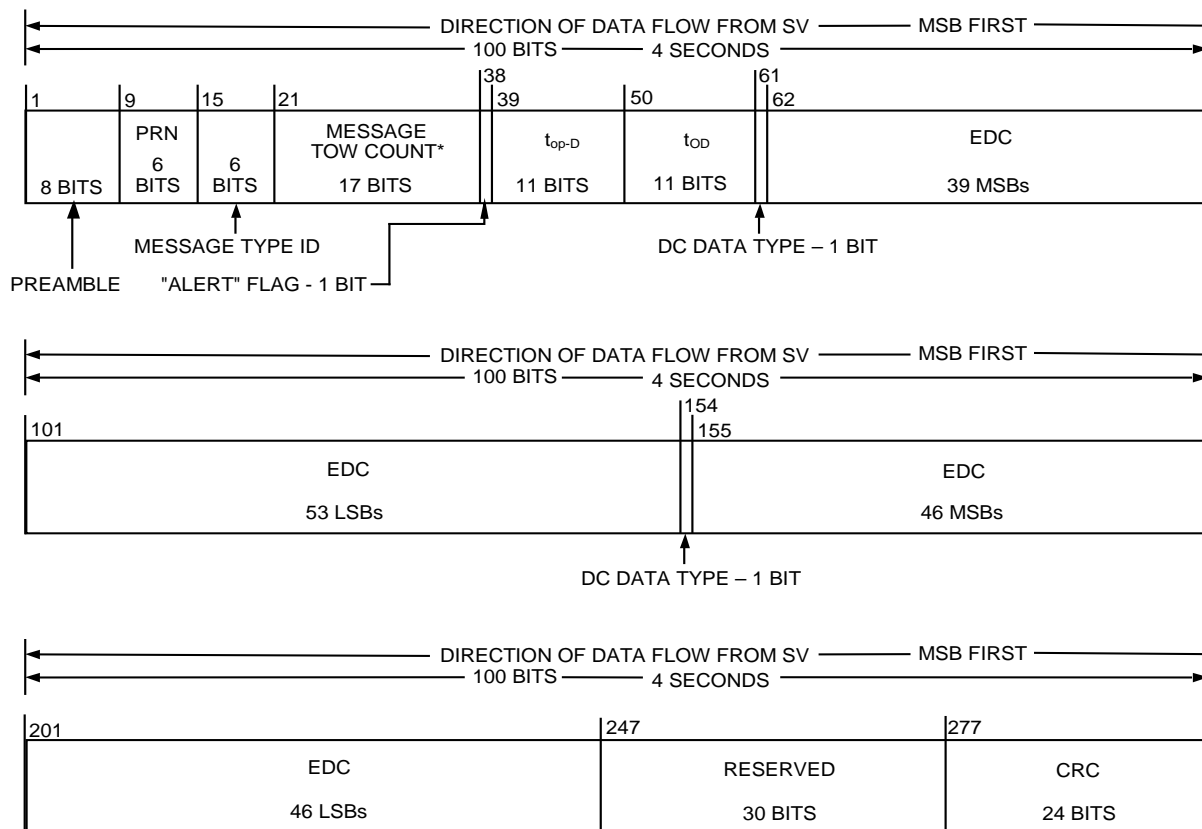 DIRECTION OF DATA FLOW FROM SV MSB FIRST
100 BITS 4 SECONDS
1 9 15 21 38 39 50 61 62
8 BITS
PRN
6
BITS
6
BITS
MESSAGE
TOW COUNT*
17 BITS
top-D
11 BITS
tOD
11 BITS
EDC
39 MSBs
MESSAGE TYPE ID
DC DATA TYPE – 1 BIT
PREAMBLE
"ALERT" FLAG - 1 BIT
DIRECTION OF DATA FLOW FROM SV MSB FIRST
100 BITS 4 SECONDS
101 154 155
EDC
53 LSBs
EDC
46 MSBs
DC DATA TYPE – 1 BIT
DIRECTION OF DATA FLOW FROM SV MSB FIRST
100 BITS 4 SECONDS
201 247 277
EDC
46 LSBs
RESERVED
30 BITS
CRC
24 BITS